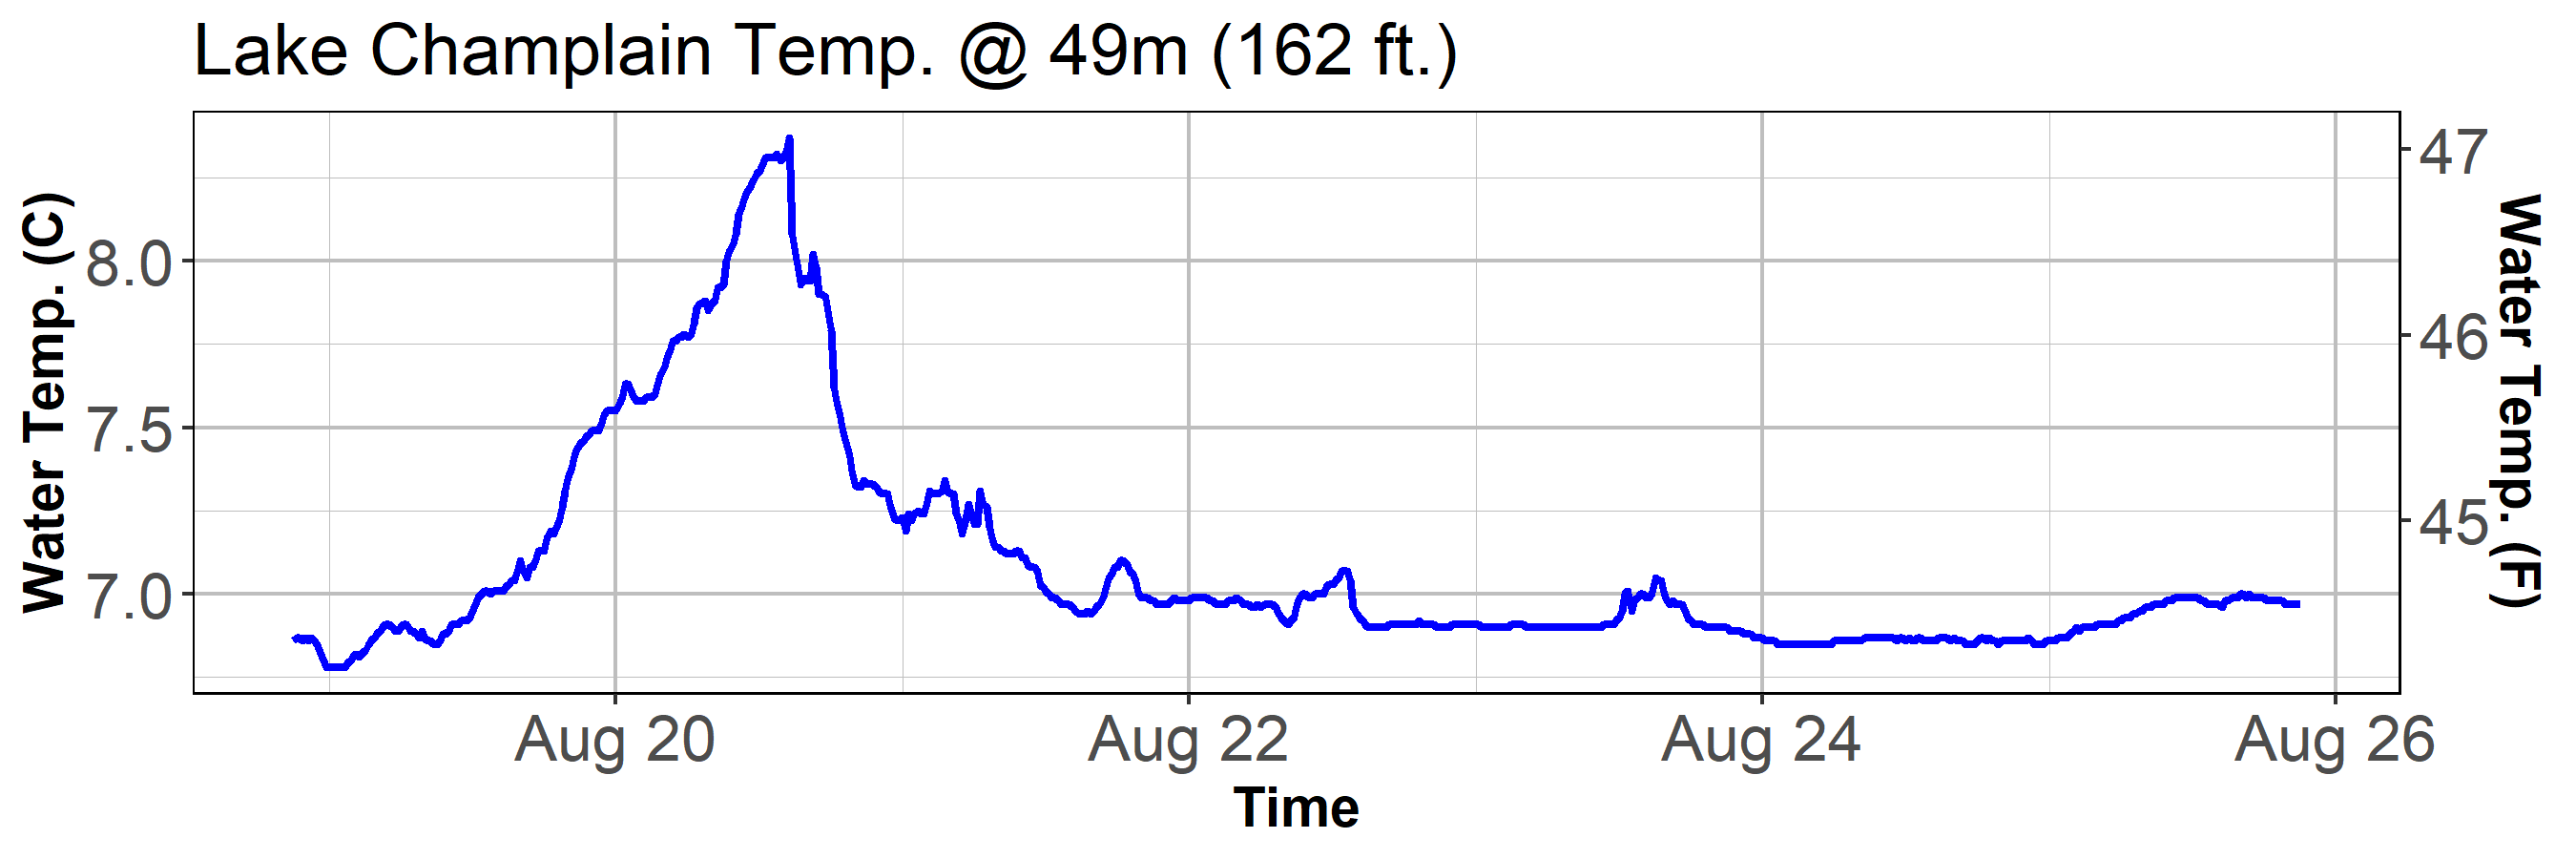 Lake Champlain Temp. @ 49m (162 ft.)
Water Temp. (C)
8.0
7.5
7.0
47
46
45
Water Temp. (F)
Aug 20
Aug 22
Aug 24
Aug 26
Time